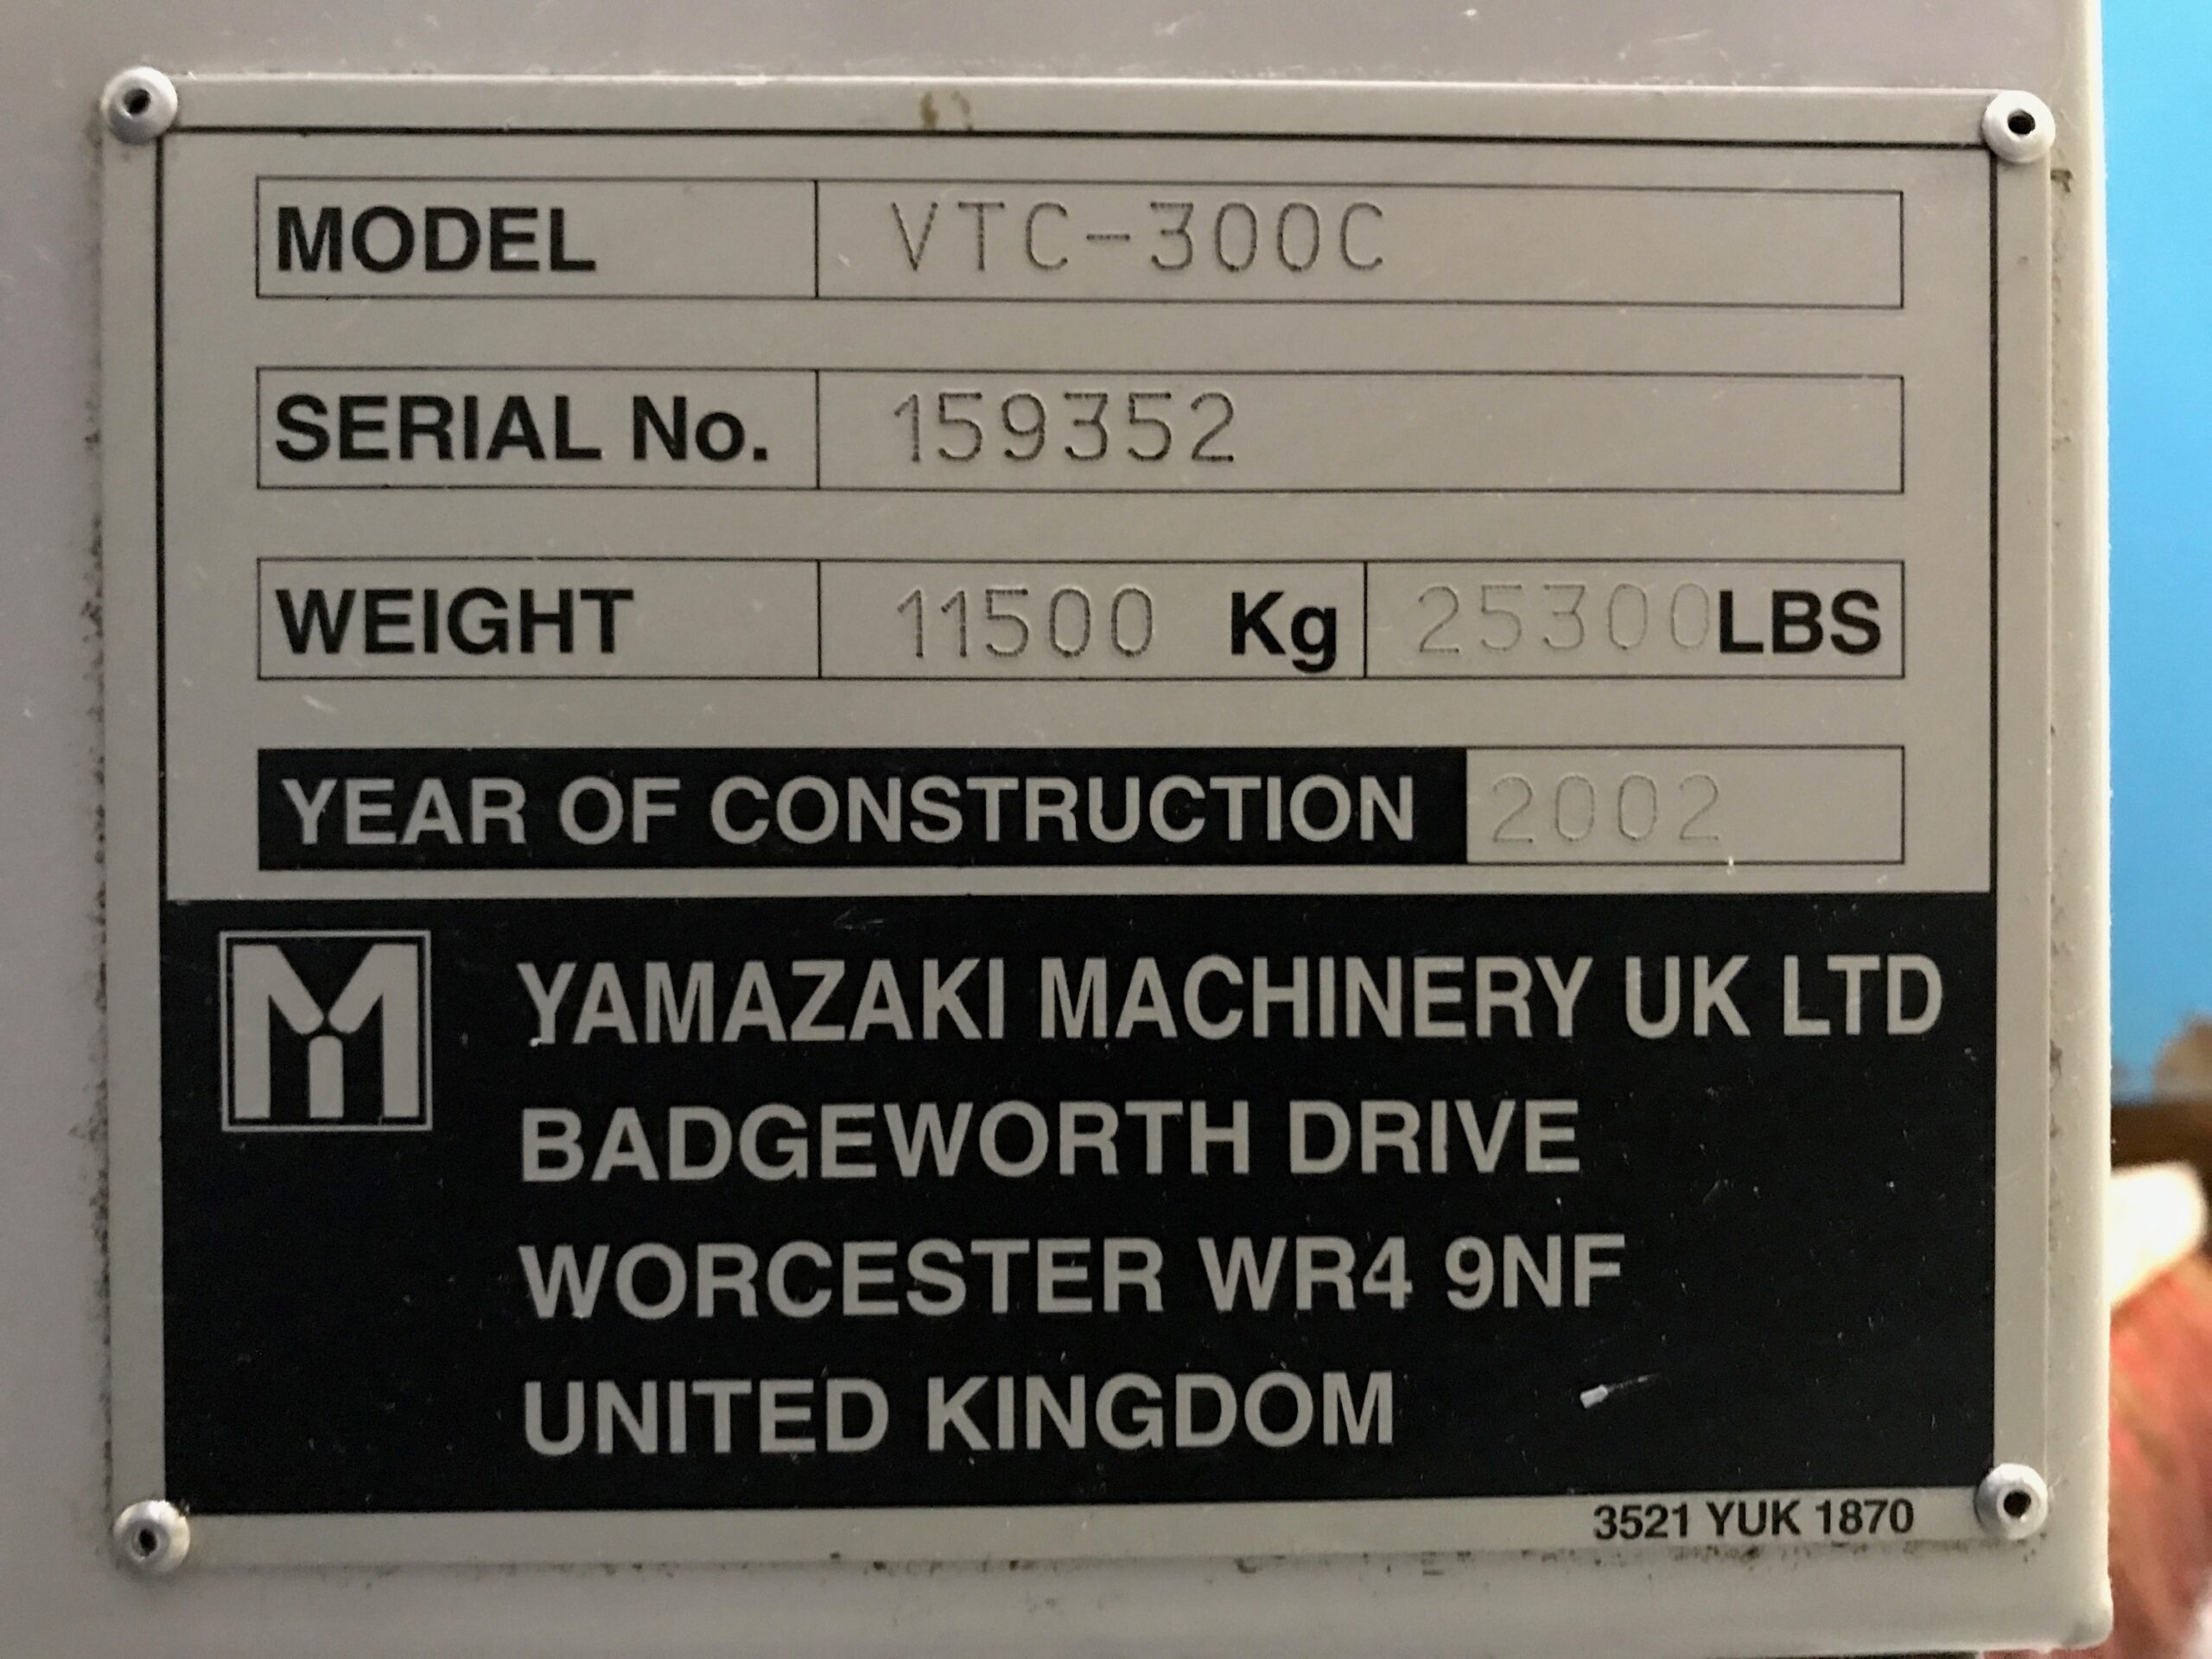 MODEL VTC-300C
SERIAL No. 159352
WEIGHT 11500 Kg 25300 LBS
YEAR OF CONSTRUCTION 2002
YAMAZAKI MACHINERY UK LTD
BADGEWORTH DRIVE
WORCESTER WR4 9NF
UNITED KINGDOM
3521 YUK 1870